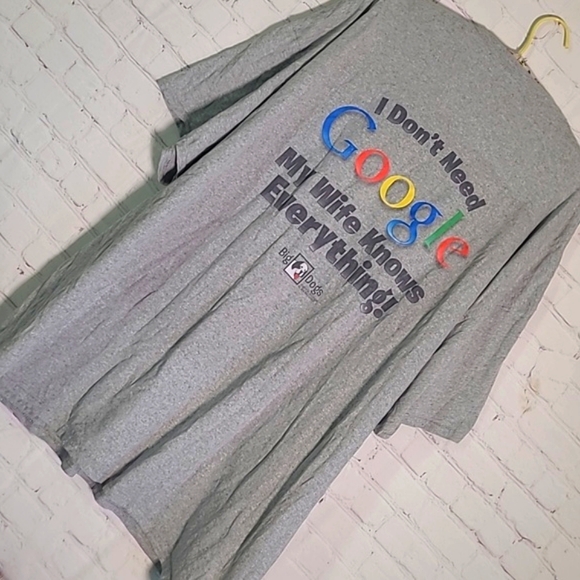 I Don't Need
Google
My Wife Knows
Everything!
Big Dogs